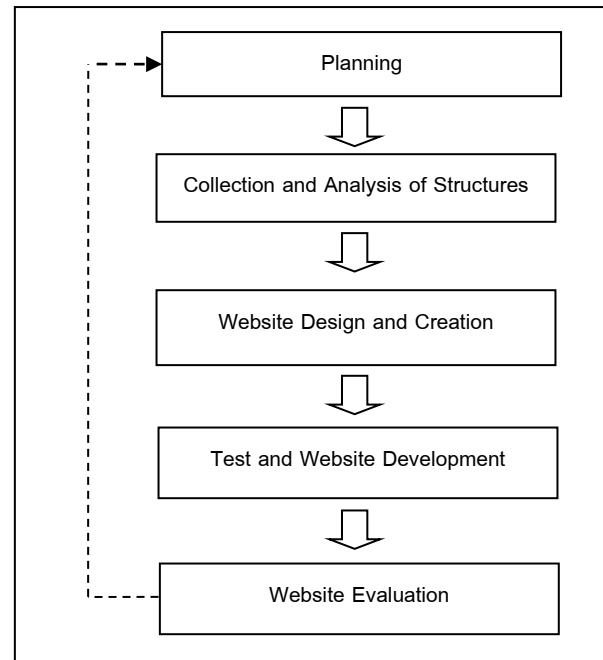 Planning
Collection and Analysis of Structures
Website Design and Creation
Test and Website Development
Website Evaluation